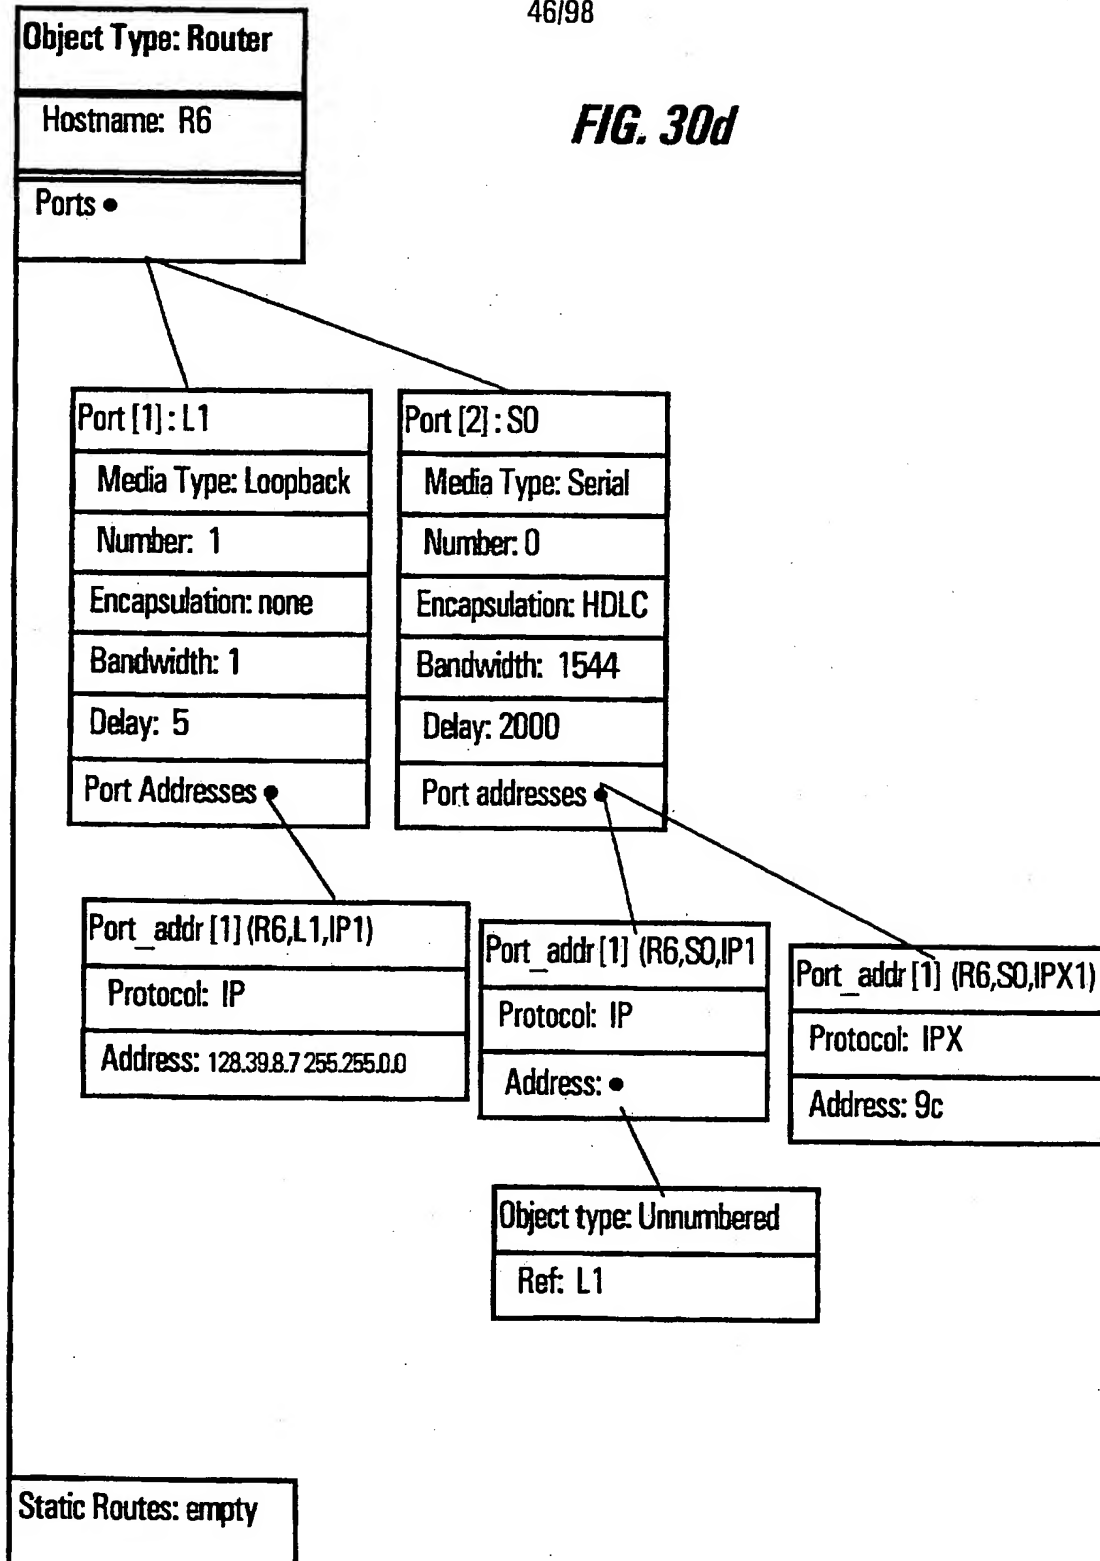 46/98
Object Type: Router
Hostname: R6
FIG. 30d
Ports
Port [1] : L1
Media Type: Loopback
Number: 1
Encapsulation: none
Bandwidth: 1
Delay: 5
Port Addresses
Port [2] : S0
Media Type: Serial
Number: 0
Encapsulation: HDLC
Bandwidth: 1544
Delay: 2000
Port addresses
Port_addr [1] (R6,L1,IP1)
Protocol: IP
Address: 128.39.8.7 255.255.0.0
Port_addr [1] (R6,S0,IP1
Protocol: IP
Address:
Port_addr [1] (R6,S0,IPX1)
Protocol: IPX
Address: 9c
Object type: Unnumbered
Ref: L1
Static Routes: empty